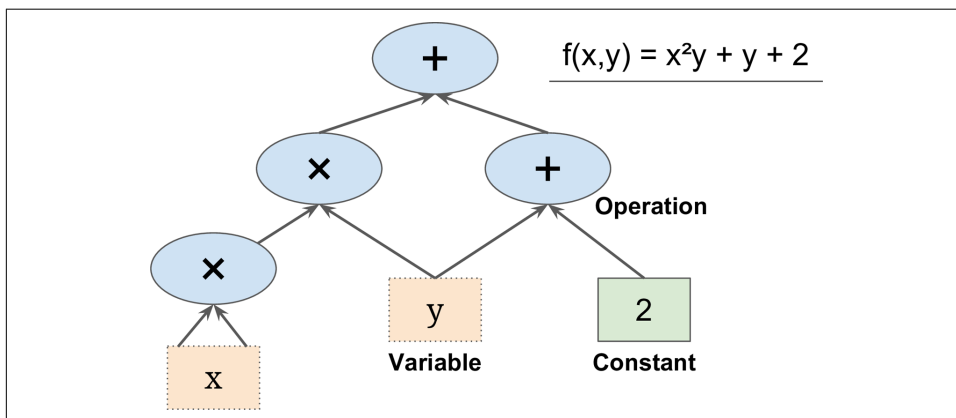 +
f(x,y) = x²y + y + 2
×
+
Operation
×
y
2
Variable
Constant
x